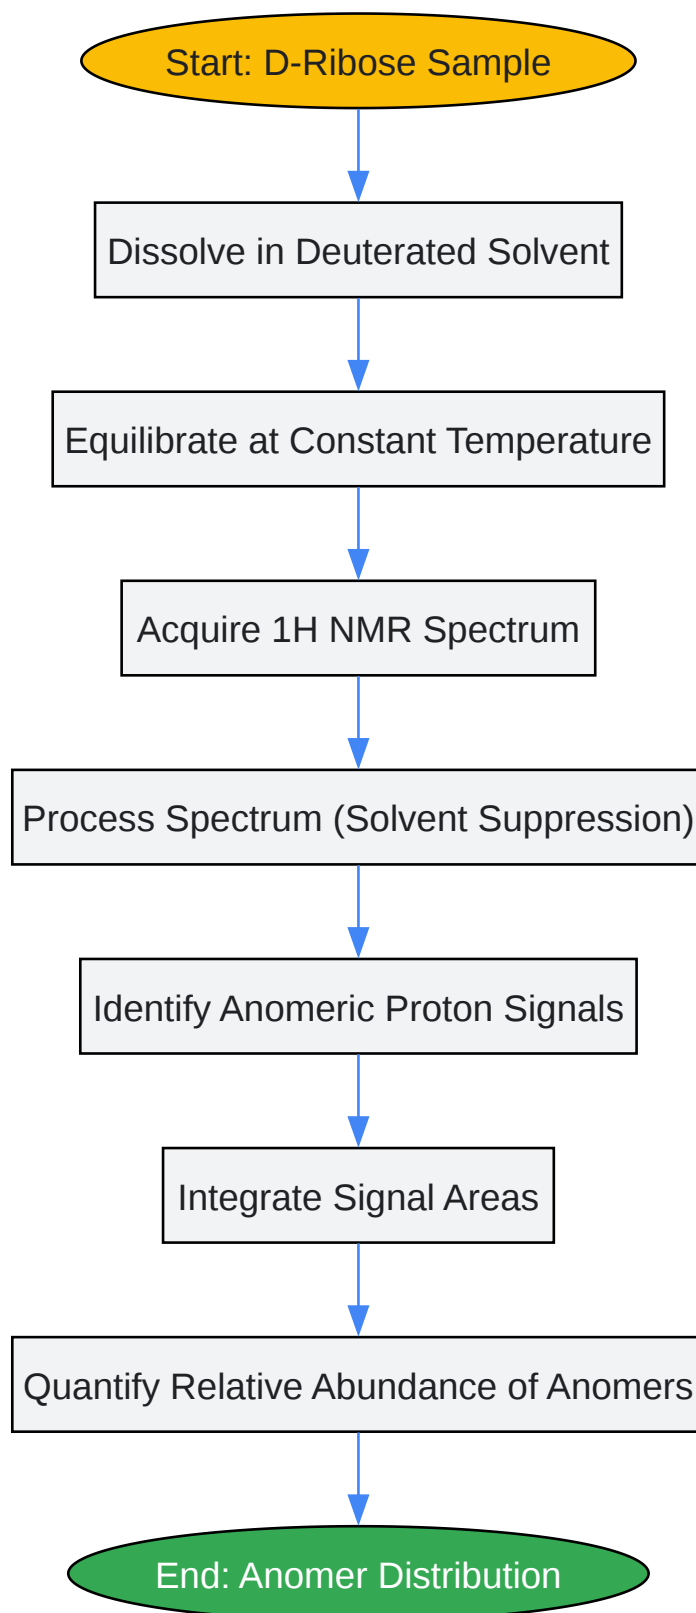 Start: D-Ribose Sample
Dissolve in Deuterated Solvent
Equilibrate at Constant Temperature
Acquire 1H NMR Spectrum
Process Spectrum (Solvent Suppression)
Identify Anomeric Proton Signals
Integrate Signal Areas
Quantify Relative Abundance of Anomers
End: Anomer Distribution